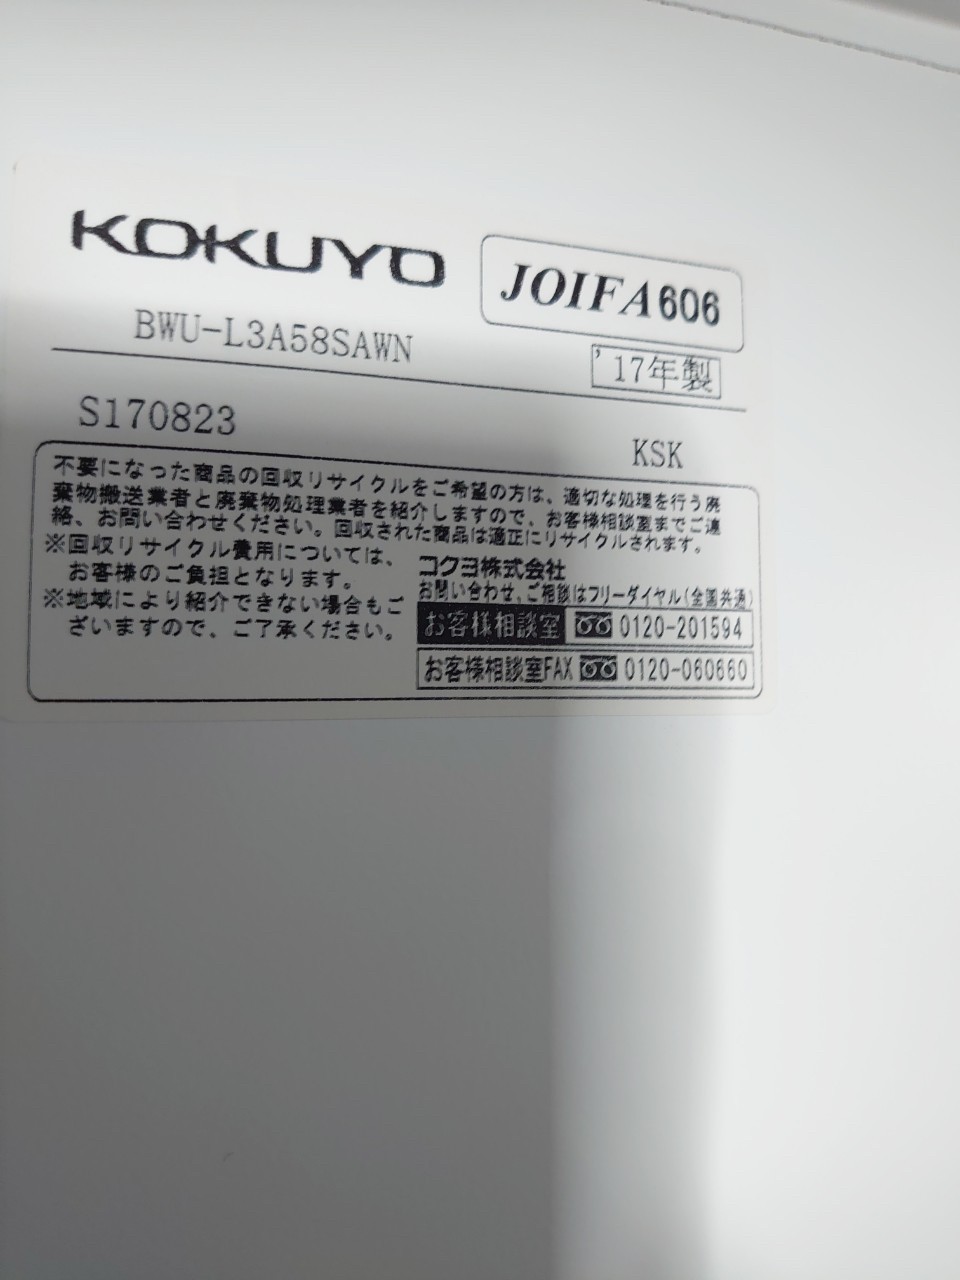 KOKUYO
JOIFA606
BWU-L3A58SAWN
'17年製
S170823
KSK
不要になった商品の回収リサイクルをご希望の方は、適切な処理を行う廃
棄物搬送業者と廃棄物処理業者を紹介しますので、お客様相談室までご連
絡、お問い合わせください。回収された商品は適正にリサイクルされます。
※回収リサイクル費用については、
お客様のご負担となります。
※地域により紹介できない場合もご
ざいますので、ご了承ください。
コクヨ株式会社
お問い合わせ、ご相談はフリーダイヤル(全国共通)
お客様相談室 0120-201594
お客様相談室FAX 0120-060660